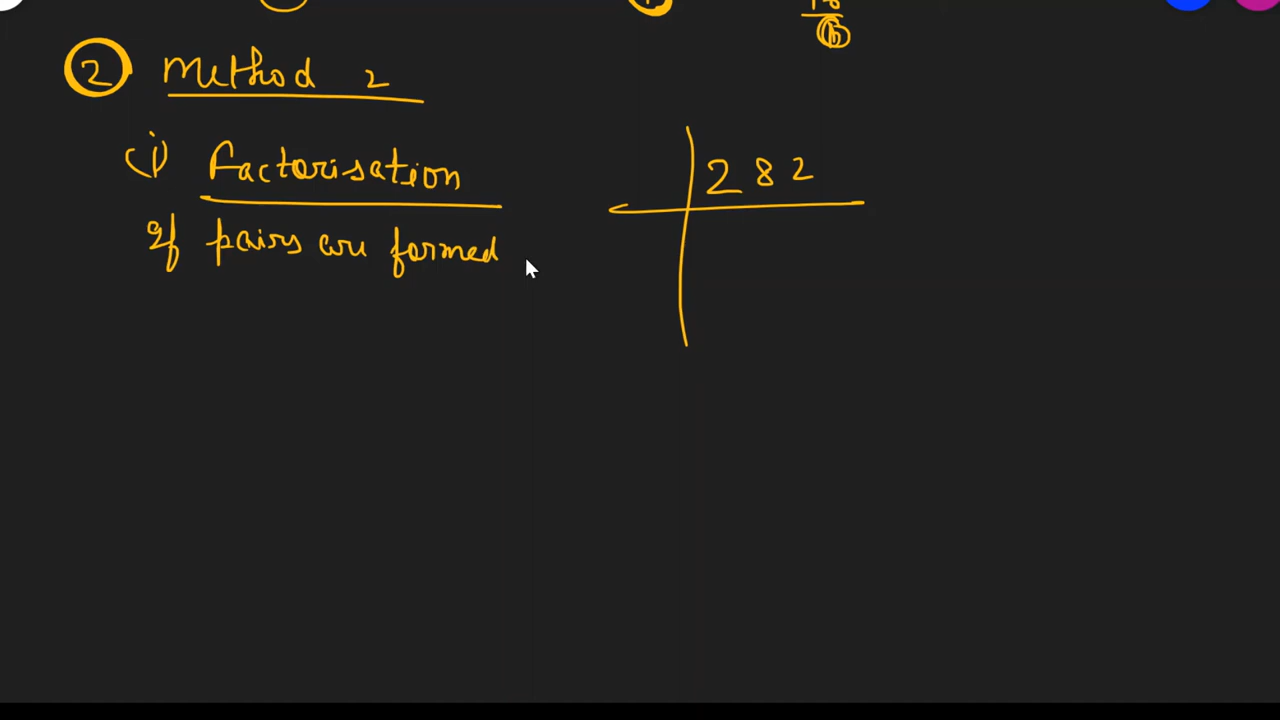 ② Method 2
(i) Factorisation
2 8 2
If pairs are formed